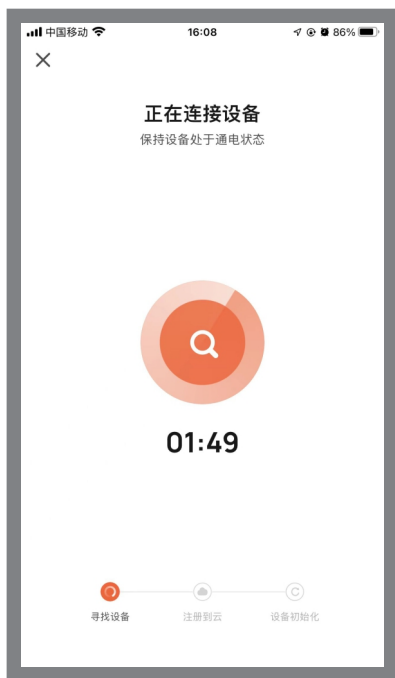 中国移动 16:08 86%
正在连接设备
保持设备处于通电状态
01:49
寻找设备 注册到云 设备初始化